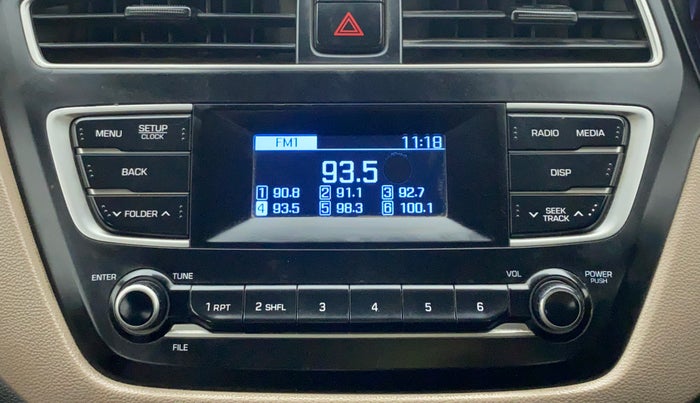 MENU SETUP CLOCK
BACK
FOLDER
FM1 11:18
93.5
1 90.8 2 91.1 3 92.7
4 93.5 5 98.3 6 100.1
RADIO MEDIA
DISP
SEEK TRACK
ENTER TUNE
FILE
1 RPT 2 SHFL 3 4 5 6
VOL POWER PUSH